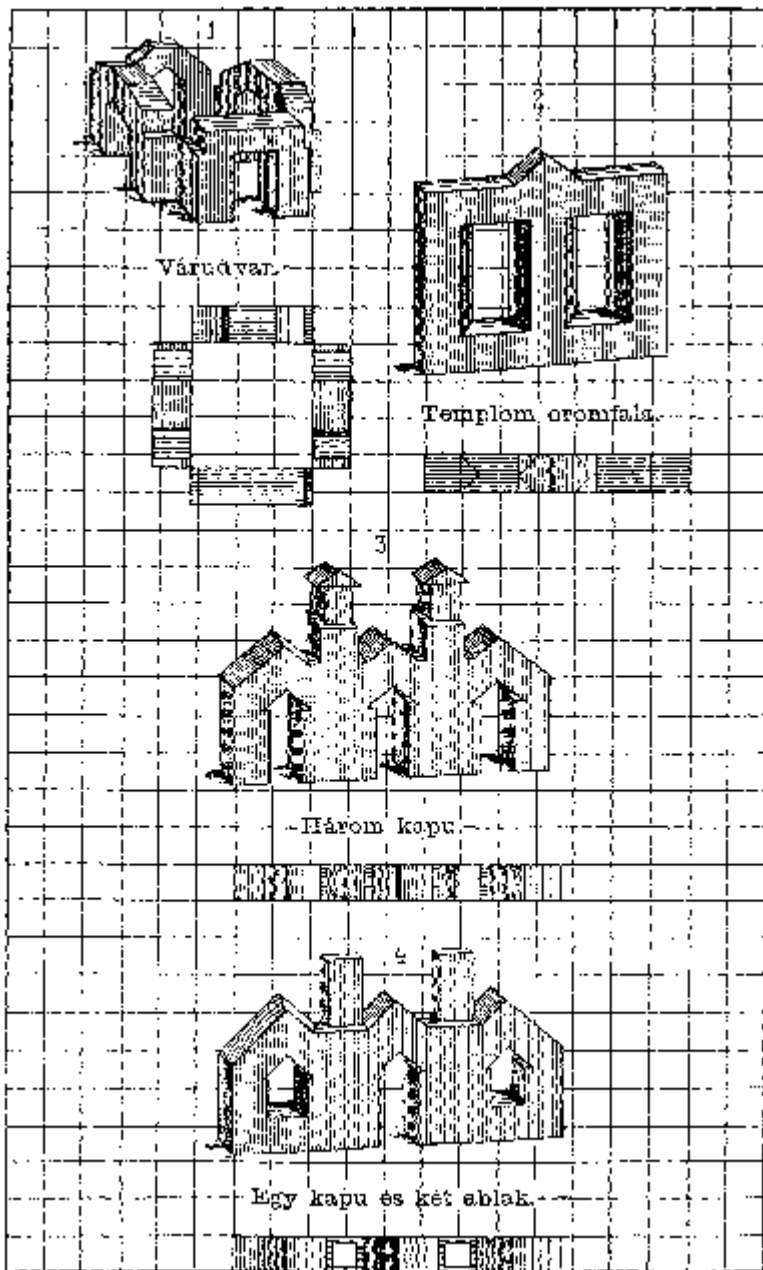 1
2
Várudvar.
Templom oromfala.
3
Három kapu
4
Egy kapu és két ablak.